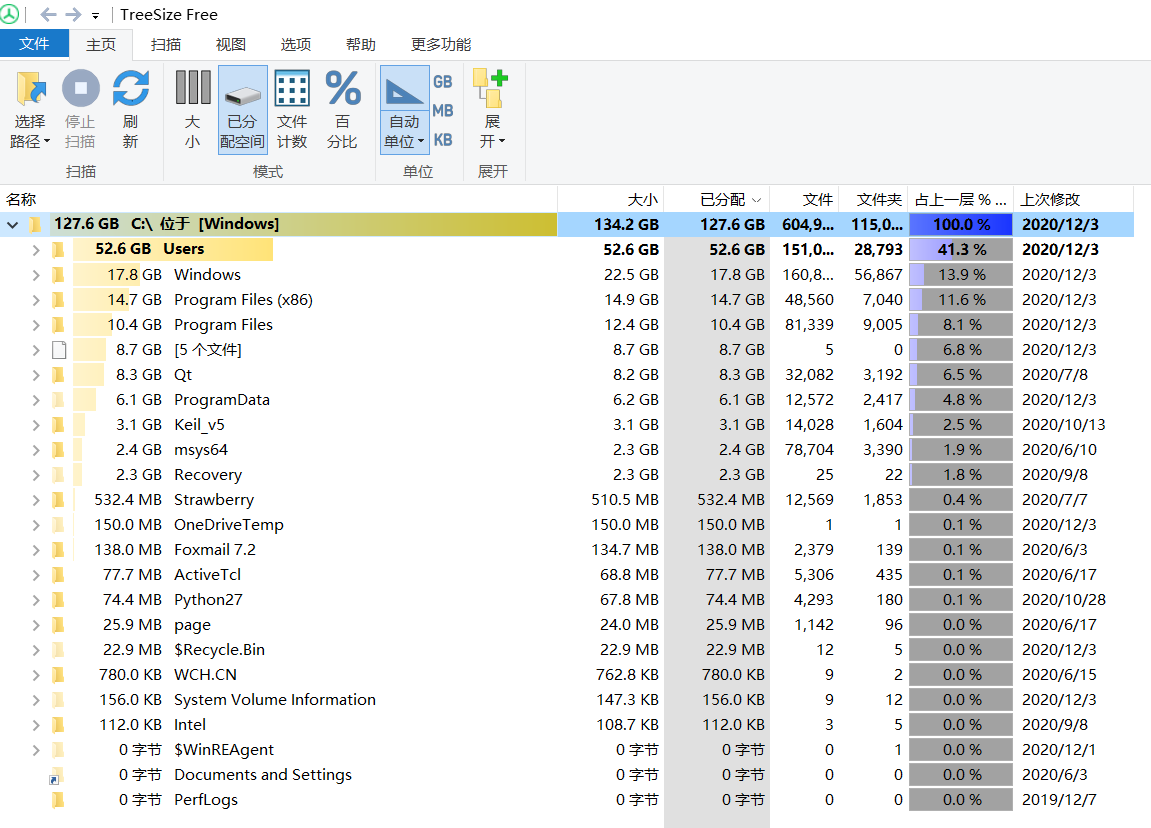 TreeSize Free
文件 主页 扫描 视图 选项 帮助 更多功能
选择路径 停止扫描 刷新 大小 已分配空间 文件计数 % 百分比 自动单位 GB MB KB 展开
扫描 模式 单位 展开
名称 大小 已分配 文件 文件夹 占上一层 % ... 上次修改
127.6 GB C:\ 位于 [Windows] 134.2 GB 127.6 GB 604,9... 115,0... 100.0 % 2020/12/3
52.6 GB Users 52.6 GB 52.6 GB 151,0... 28,793 41.3 % 2020/12/3
17.8 GB Windows 22.5 GB 17.8 GB 160,8... 56,867 13.9 % 2020/12/3
14.7 GB Program Files (x86) 14.9 GB 14.7 GB 48,560 7,040 11.6 % 2020/12/3
10.4 GB Program Files 12.4 GB 10.4 GB 81,339 9,005 8.1 % 2020/12/3
8.7 GB [5 个文件] 8.7 GB 8.7 GB 5 0 6.8 % 2020/12/3
8.3 GB Qt 8.2 GB 8.3 GB 32,082 3,192 6.5 % 2020/7/8
6.1 GB ProgramData 6.2 GB 6.1 GB 12,572 2,417 4.8 % 2020/12/3
3.1 GB Keil_v5 3.1 GB 3.1 GB 14,028 1,604 2.5 % 2020/10/13
2.4 GB msys64 2.3 GB 2.4 GB 78,704 3,390 1.9 % 2020/6/10
2.3 GB Recovery 2.3 GB 2.3 GB 25 22 1.8 % 2020/9/8
532.4 MB Strawberry 510.5 MB 532.4 MB 12,569 1,853 0.4 % 2020/7/7
150.0 MB OneDriveTemp 150.0 MB 150.0 MB 1 1 0.1 % 2020/12/3
138.0 MB Foxmail 7.2 134.7 MB 138.0 MB 2,379 139 0.1 % 2020/6/3
77.7 MB ActiveTcl 68.8 MB 77.7 MB 5,306 435 0.1 % 2020/6/17
74.4 MB Python27 67.8 MB 74.4 MB 4,293 180 0.1 % 2020/10/28
25.9 MB page 24.0 MB 25.9 MB 1,142 96 0.0 % 2020/6/17
22.9 MB $Recycle.Bin 22.9 MB 22.9 MB 12 5 0.0 % 2020/12/3
780.0 KB WCH.CN 762.8 KB 780.0 KB 9 2 0.0 % 2020/6/15
156.0 KB System Volume Information 147.3 KB 156.0 KB 9 12 0.0 % 2020/12/3
112.0 KB Intel 108.7 KB 112.0 KB 3 5 0.0 % 2020/9/8
0 字节 $WinREAgent 0 字节 0 字节 0 1 0.0 % 2020/12/1
0 字节 Documents and Settings 0 字节 0 字节 0 0 0.0 % 2020/6/3
0 字节 PerfLogs 0 字节 0 字节 0 0 0.0 % 2019/12/7